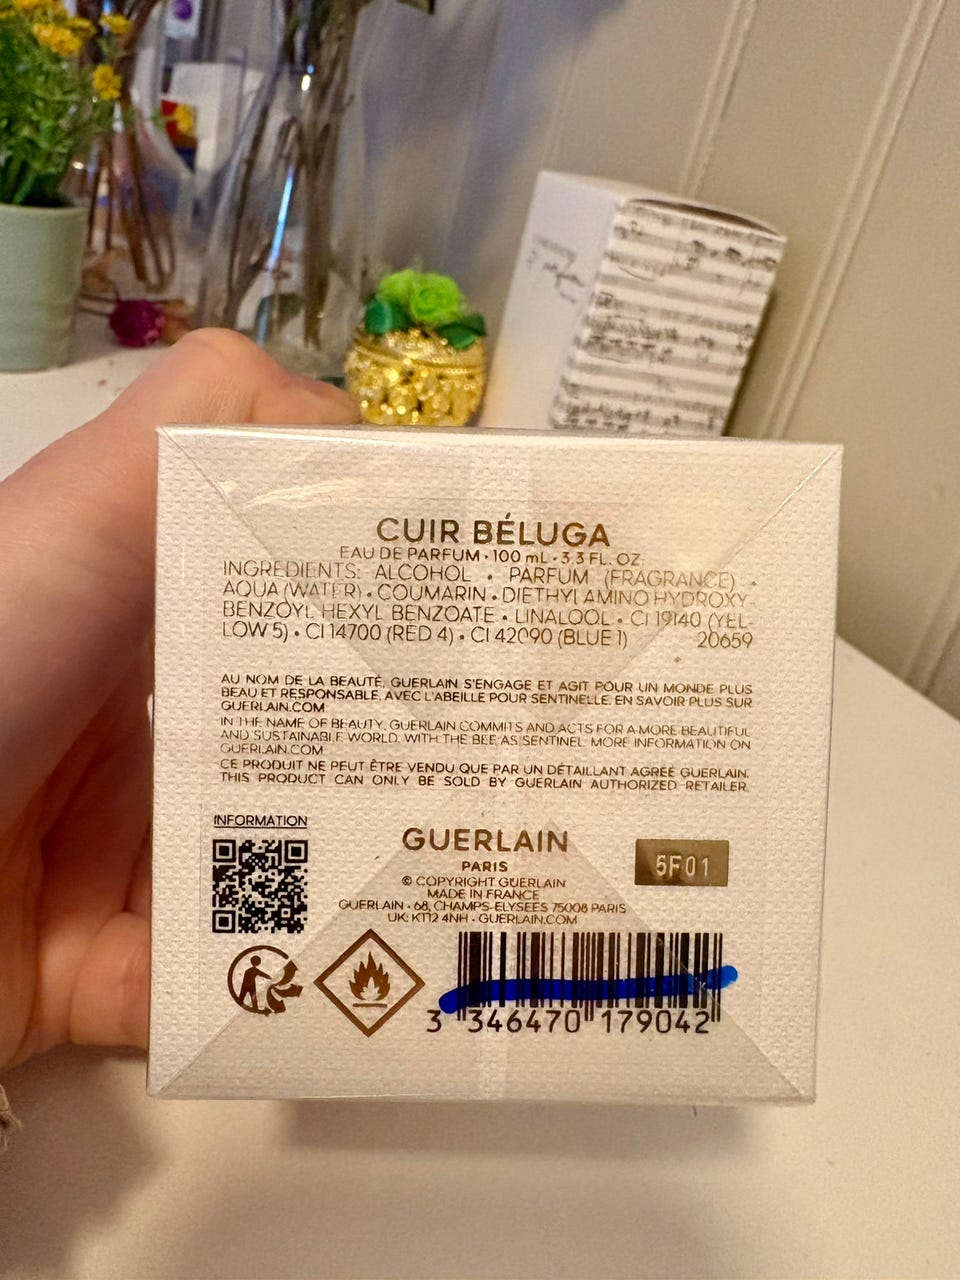 CUIR BÉLUGA
EAU DE PARFUM • 100 mL • 3.3 FL. OZ.
INGREDIENTS: ALCOHOL • PARFUM (FRAGRANCE) •
AQUA (WATER) • COUMARIN • DIETHYLAMINO HYDROXY-
BENZOYL HEXYL BENZOATE • LINALOOL • CI 19140 (YEL-
LOW 5) • CI 14700 (RED 4) • CI 42090 (BLUE 1) 20659
AU NOM DE LA BEAUTÉ, GUERLAIN S'ENGAGE ET AGIT POUR UN MONDE PLUS
BEAU ET RESPONSABLE, AVEC L'ABEILLE POUR SENTINELLE. EN SAVOIR PLUS SUR
GUERLAIN.COM
IN THE NAME OF BEAUTY, GUERLAIN COMMITS AND ACTS FOR A MORE BEAUTIFUL
AND SUSTAINABLE WORLD, WITH THE BEE AS SENTINEL. MORE INFORMATION ON
GUERLAIN.COM
CE PRODUIT NE PEUT ÊTRE VENDU QUE PAR UN DÉTAILLANT AGRÉÉ GUERLAIN.
THIS PRODUCT CAN ONLY BE SOLD BY GUERLAIN AUTHORIZED RETAILER.
INFORMATION
GUERLAIN
PARIS
5F01
© COPYRIGHT GUERLAIN
MADE IN FRANCE
GUERLAIN • 68, CHAMPS-ELYSEES 75008 PARIS
UK: KT12 4NH • GUERLAIN.COM
3 346470 179042